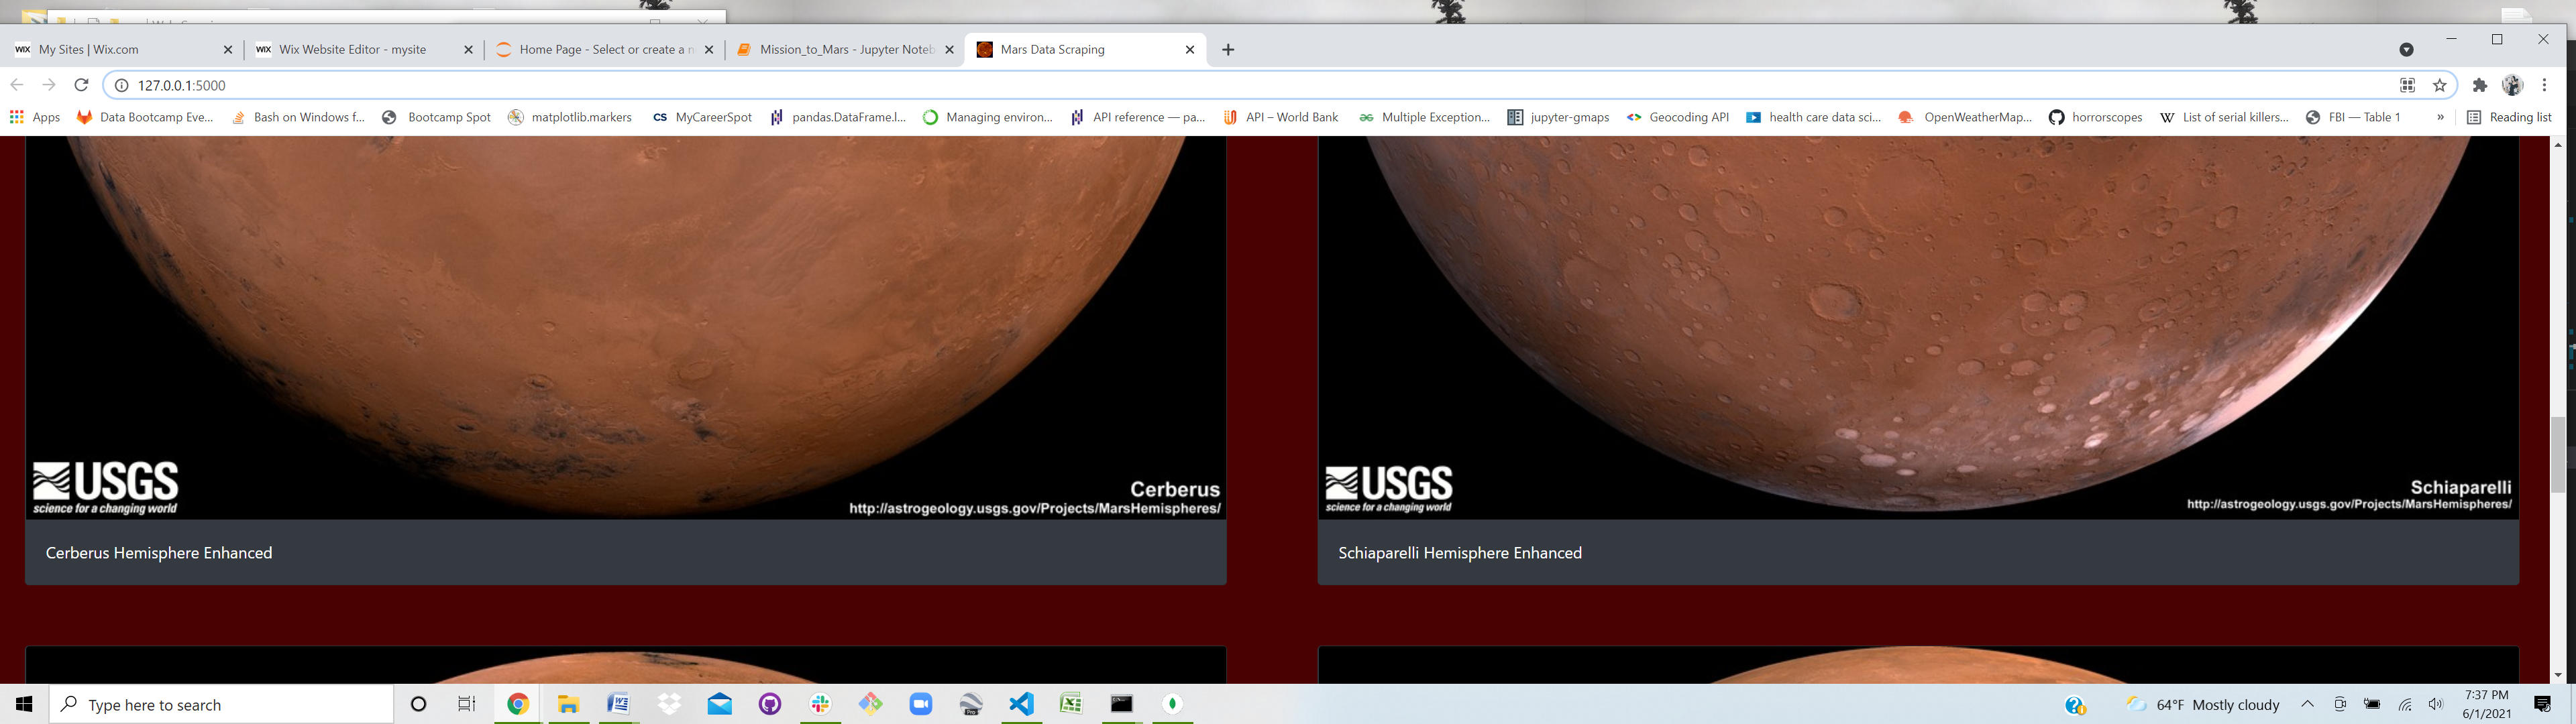 My Sites | Wix.com
Wix Website Editor - mysite
Home Page - Select or create a n
Mission_to_Mars - Jupyter Noteb
Mars Data Scraping
127.0.0.1:5000
Apps
Data Bootcamp Eve...
Bash on Windows f...
Bootcamp Spot
matplotlib.markers
CS MyCareerSpot
pandas.DataFrame.l...
Managing environ...
API reference — pa...
API – World Bank
Multiple Exception...
jupyter-gmaps
Geocoding API
health care data sci...
OpenWeatherMap...
horrorscopes
List of serial killers...
FBI — Table 1
»
Reading list
USGS
science for a changing world
Cerberus
http://astrogeology.usgs.gov/Projects/MarsHemispheres/
USGS
science for a changing world
Schiaparelli
http://astrogeology.usgs.gov/Projects/MarsHemispheres/
Cerberus Hemisphere Enhanced
Schiaparelli Hemisphere Enhanced
Type here to search
64°F Mostly cloudy
7:37 PM
6/1/2021